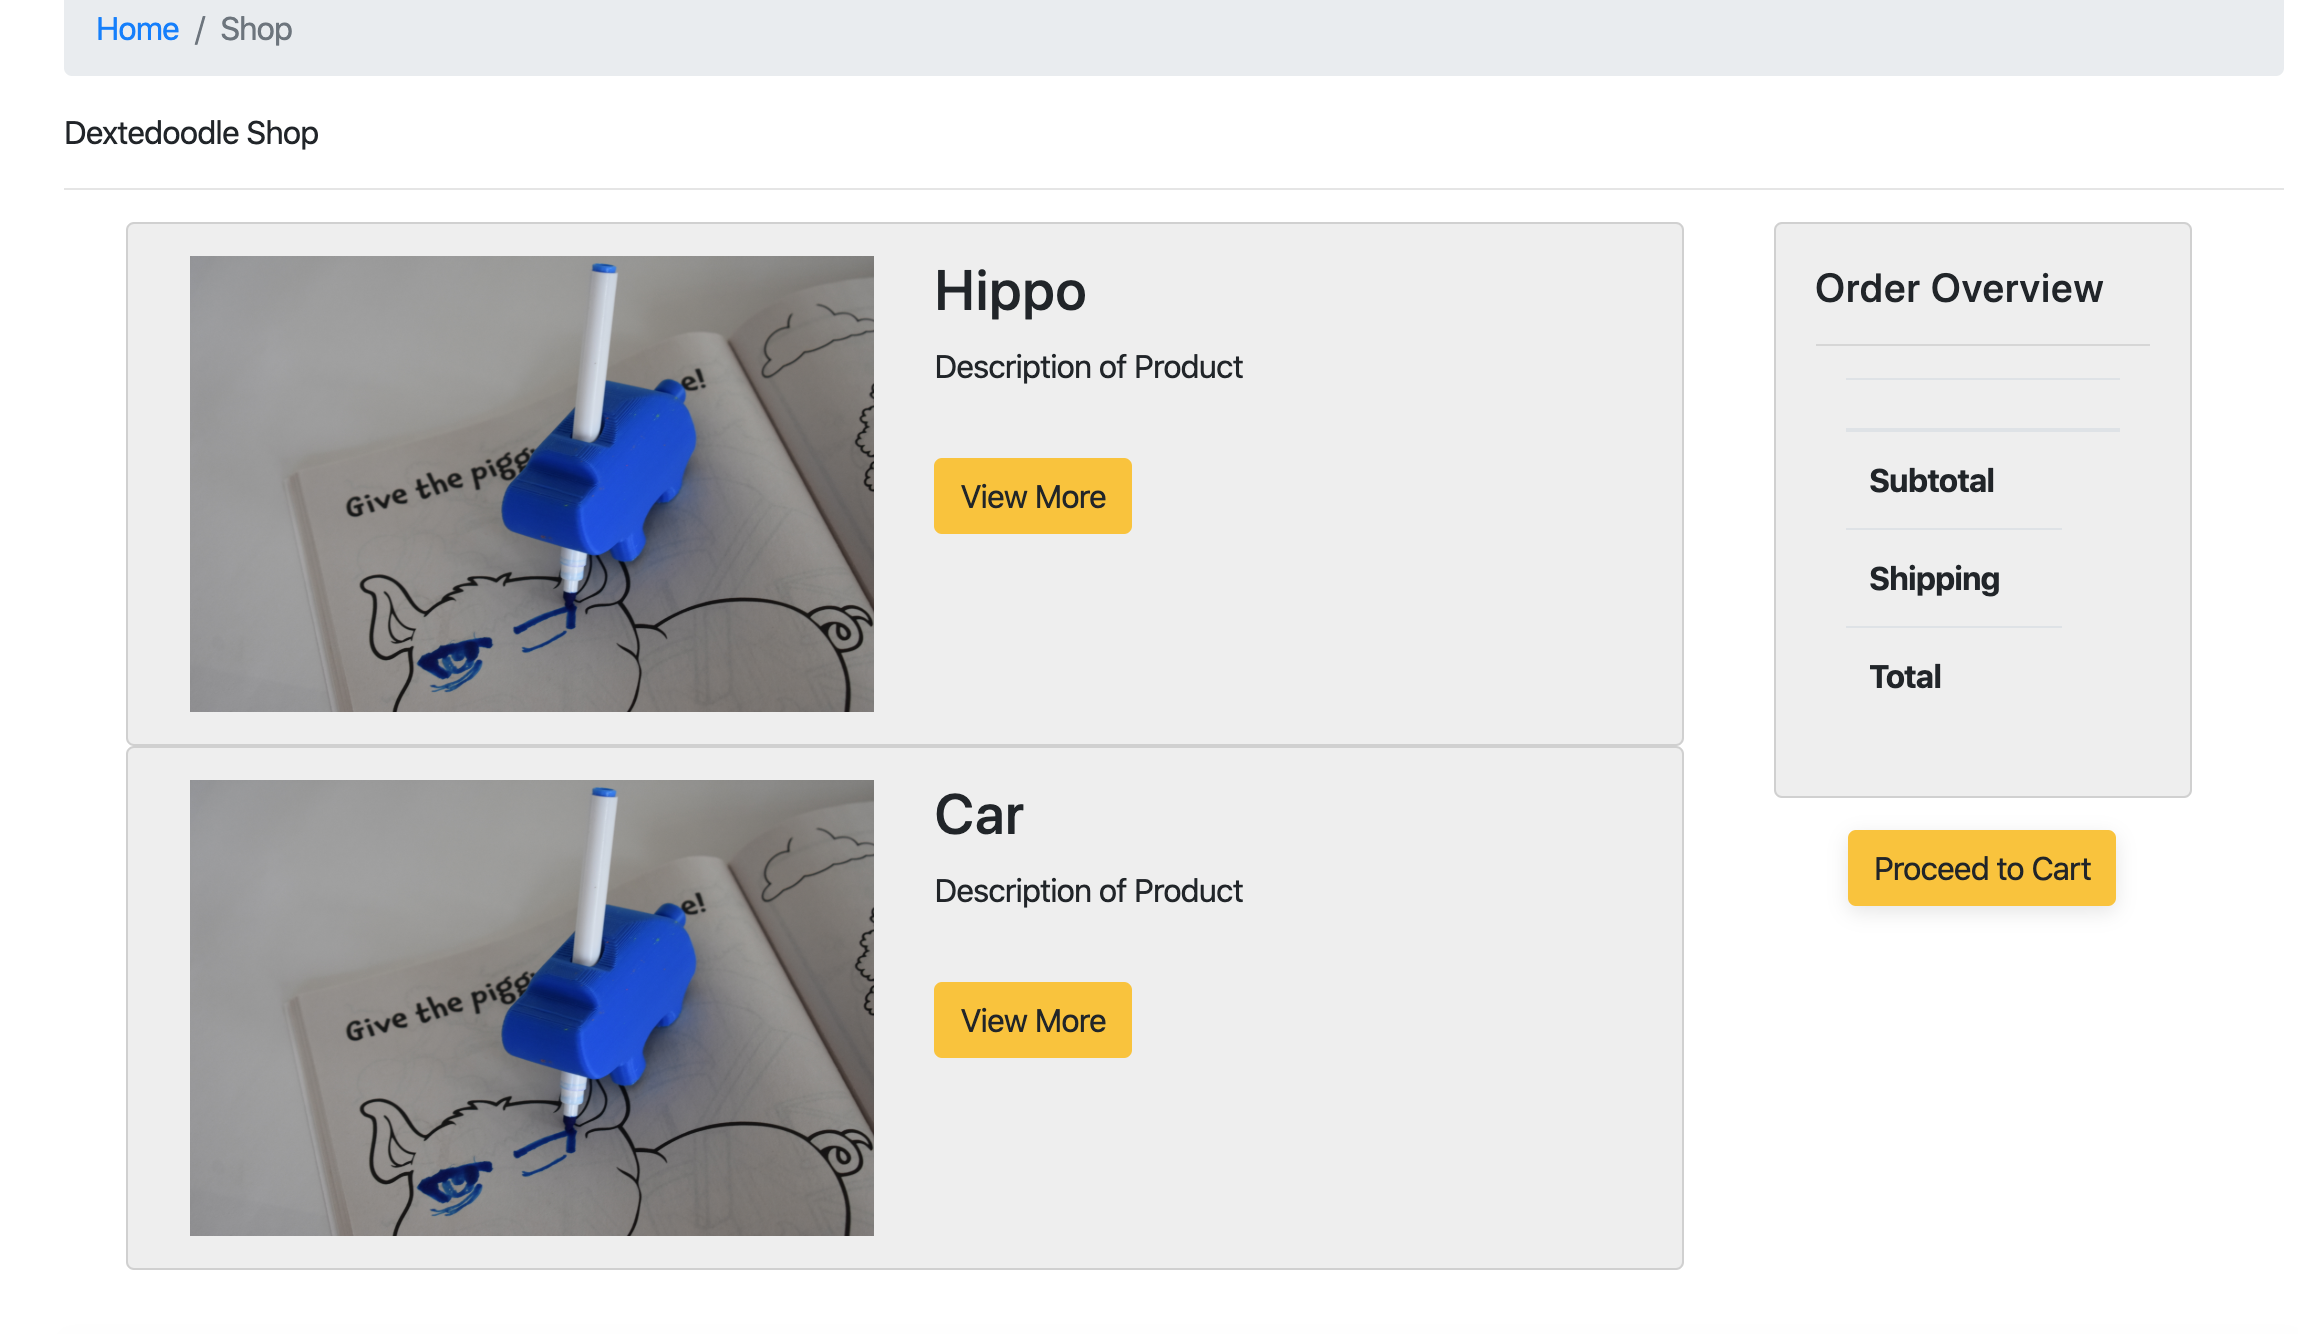 Home / Shop
Dextedoodle Shop
Hippo
Description of Product
View More
Give the pigg
e!
Car
Description of Product
View More
Give the pigg
e!
Order Overview
Subtotal
Shipping
Total
Proceed to Cart